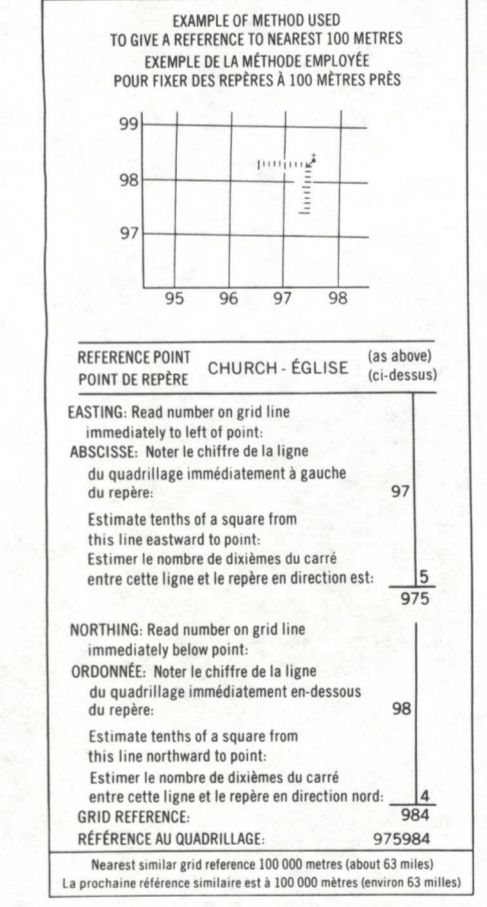 EXAMPLE OF METHOD USED
TO GIVE A REFERENCE TO NEAREST 100 METRES
EXEMPLE DE LA MÉTHODE EMPLOYÉE
POUR FIXER DES REPÈRES À 100 MÈTRES PRÈS
99
98
97
95 96 97 98
REFERENCE POINT
POINT DE REPÈRE
CHURCH - ÉGLISE
(as above)
(ci-dessus)
EASTING: Read number on grid line
immediately to left of point:
ABSCISSE: Noter le chiffre de la ligne
du quadrillage immédiatement à gauche
du repère: 97
Estimate tenths of a square from
this line eastward to point:
Estimer le nombre de dixièmes du carré
entre cette ligne et le repère en direction est: 5
975
NORTHING: Read number on grid line
immediately below point:
ORDONNÉE: Noter le chiffre de la ligne
du quadrillage immédiatement en-dessous
du repère: 98
Estimate tenths of a square from
this line northward to point:
Estimer le nombre de dixièmes du carré
entre cette ligne et le repère en direction nord: 4
GRID REFERENCE: 984
RÉFÉRENCE AU QUADRILLAGE: 975984
Nearest similar grid reference 100 000 metres (about 63 miles)
La prochaine référence similaire est à 100 000 mètres (environ 63 milles)